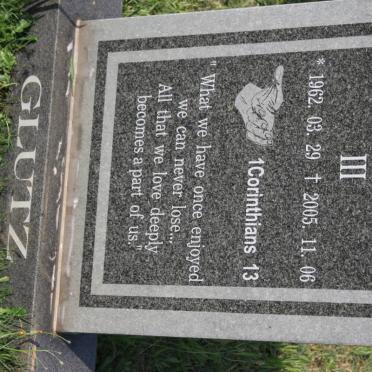 III
* 1962. 03. 29 † 2005. 11. 06
1Corinthians 13
"What we have once enjoyed
we can never lose...
All that we love deeply
becomes a part of us."
GLUTZ